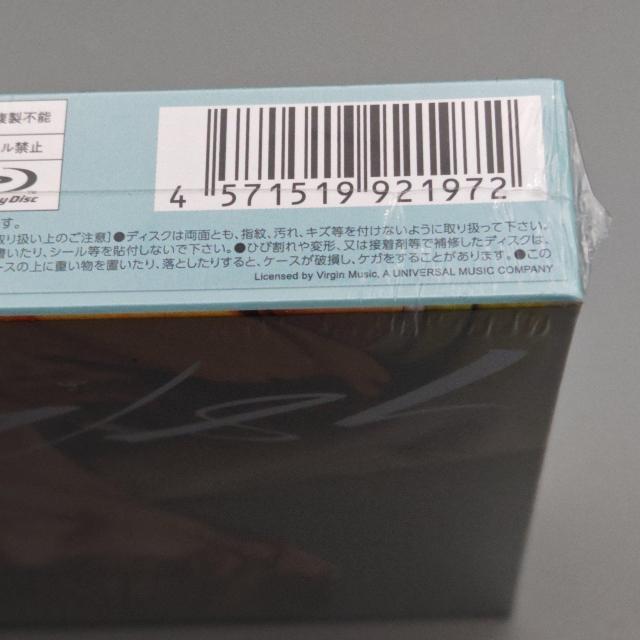 複製不能
ル禁止
Blu-ray Disc
4 571519 921972
す。
取り扱い上のご注意]●ディスクは両面とも、指紋、汚れ、キズ等を付けないように取り扱って下さい。
書いたり、シール等を貼付しないで下さい。●ひび割れや変形、又は接着剤等で補修したディスクは、
ースの上に重い物を置いたり、落としたりすると、ケースが破損し、ケガをすることがあります。●この
Licensed by Virgin Music, A UNIVERSAL MUSIC COMPANY